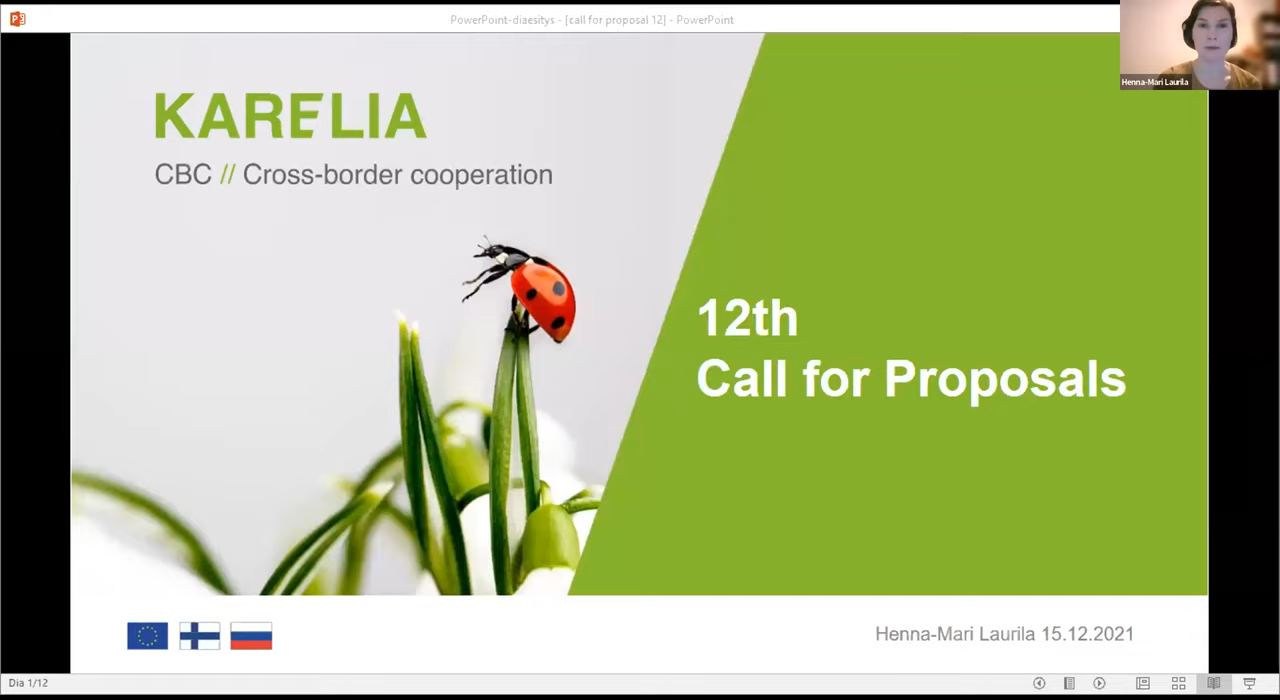 PowerPoint-diaesitys - [call for proposal 12] - PowerPoint
Henna-Mari Laurila
KARELIA
CBC // Cross-border cooperation
12th
Call for Proposals
Henna-Mari Laurila 15.12.2021
Dia 1/12